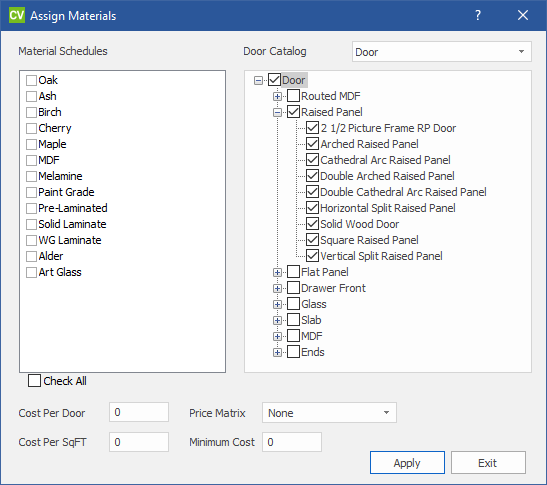 CV Assign Materials ?
Material Schedules
Door Catalog Door
Oak
Ash
Birch
Cherry
Maple
MDF
Melamine
Paint Grade
Pre-Laminated
Solid Laminate
WG Laminate
Alder
Art Glass
Check All
Door
Routed MDF
Raised Panel
2 1/2 Picture Frame RP Door
Arched Raised Panel
Cathedral Arc Raised Panel
Double Arched Raised Panel
Double Cathedral Arc Raised Panel
Horizontal Split Raised Panel
Solid Wood Door
Square Raised Panel
Vertical Split Raised Panel
Flat Panel
Drawer Front
Glass
Slab
MDF
Ends
Cost Per Door 0 Price Matrix None
Cost Per SqFT 0 Minimum Cost 0
Apply Exit